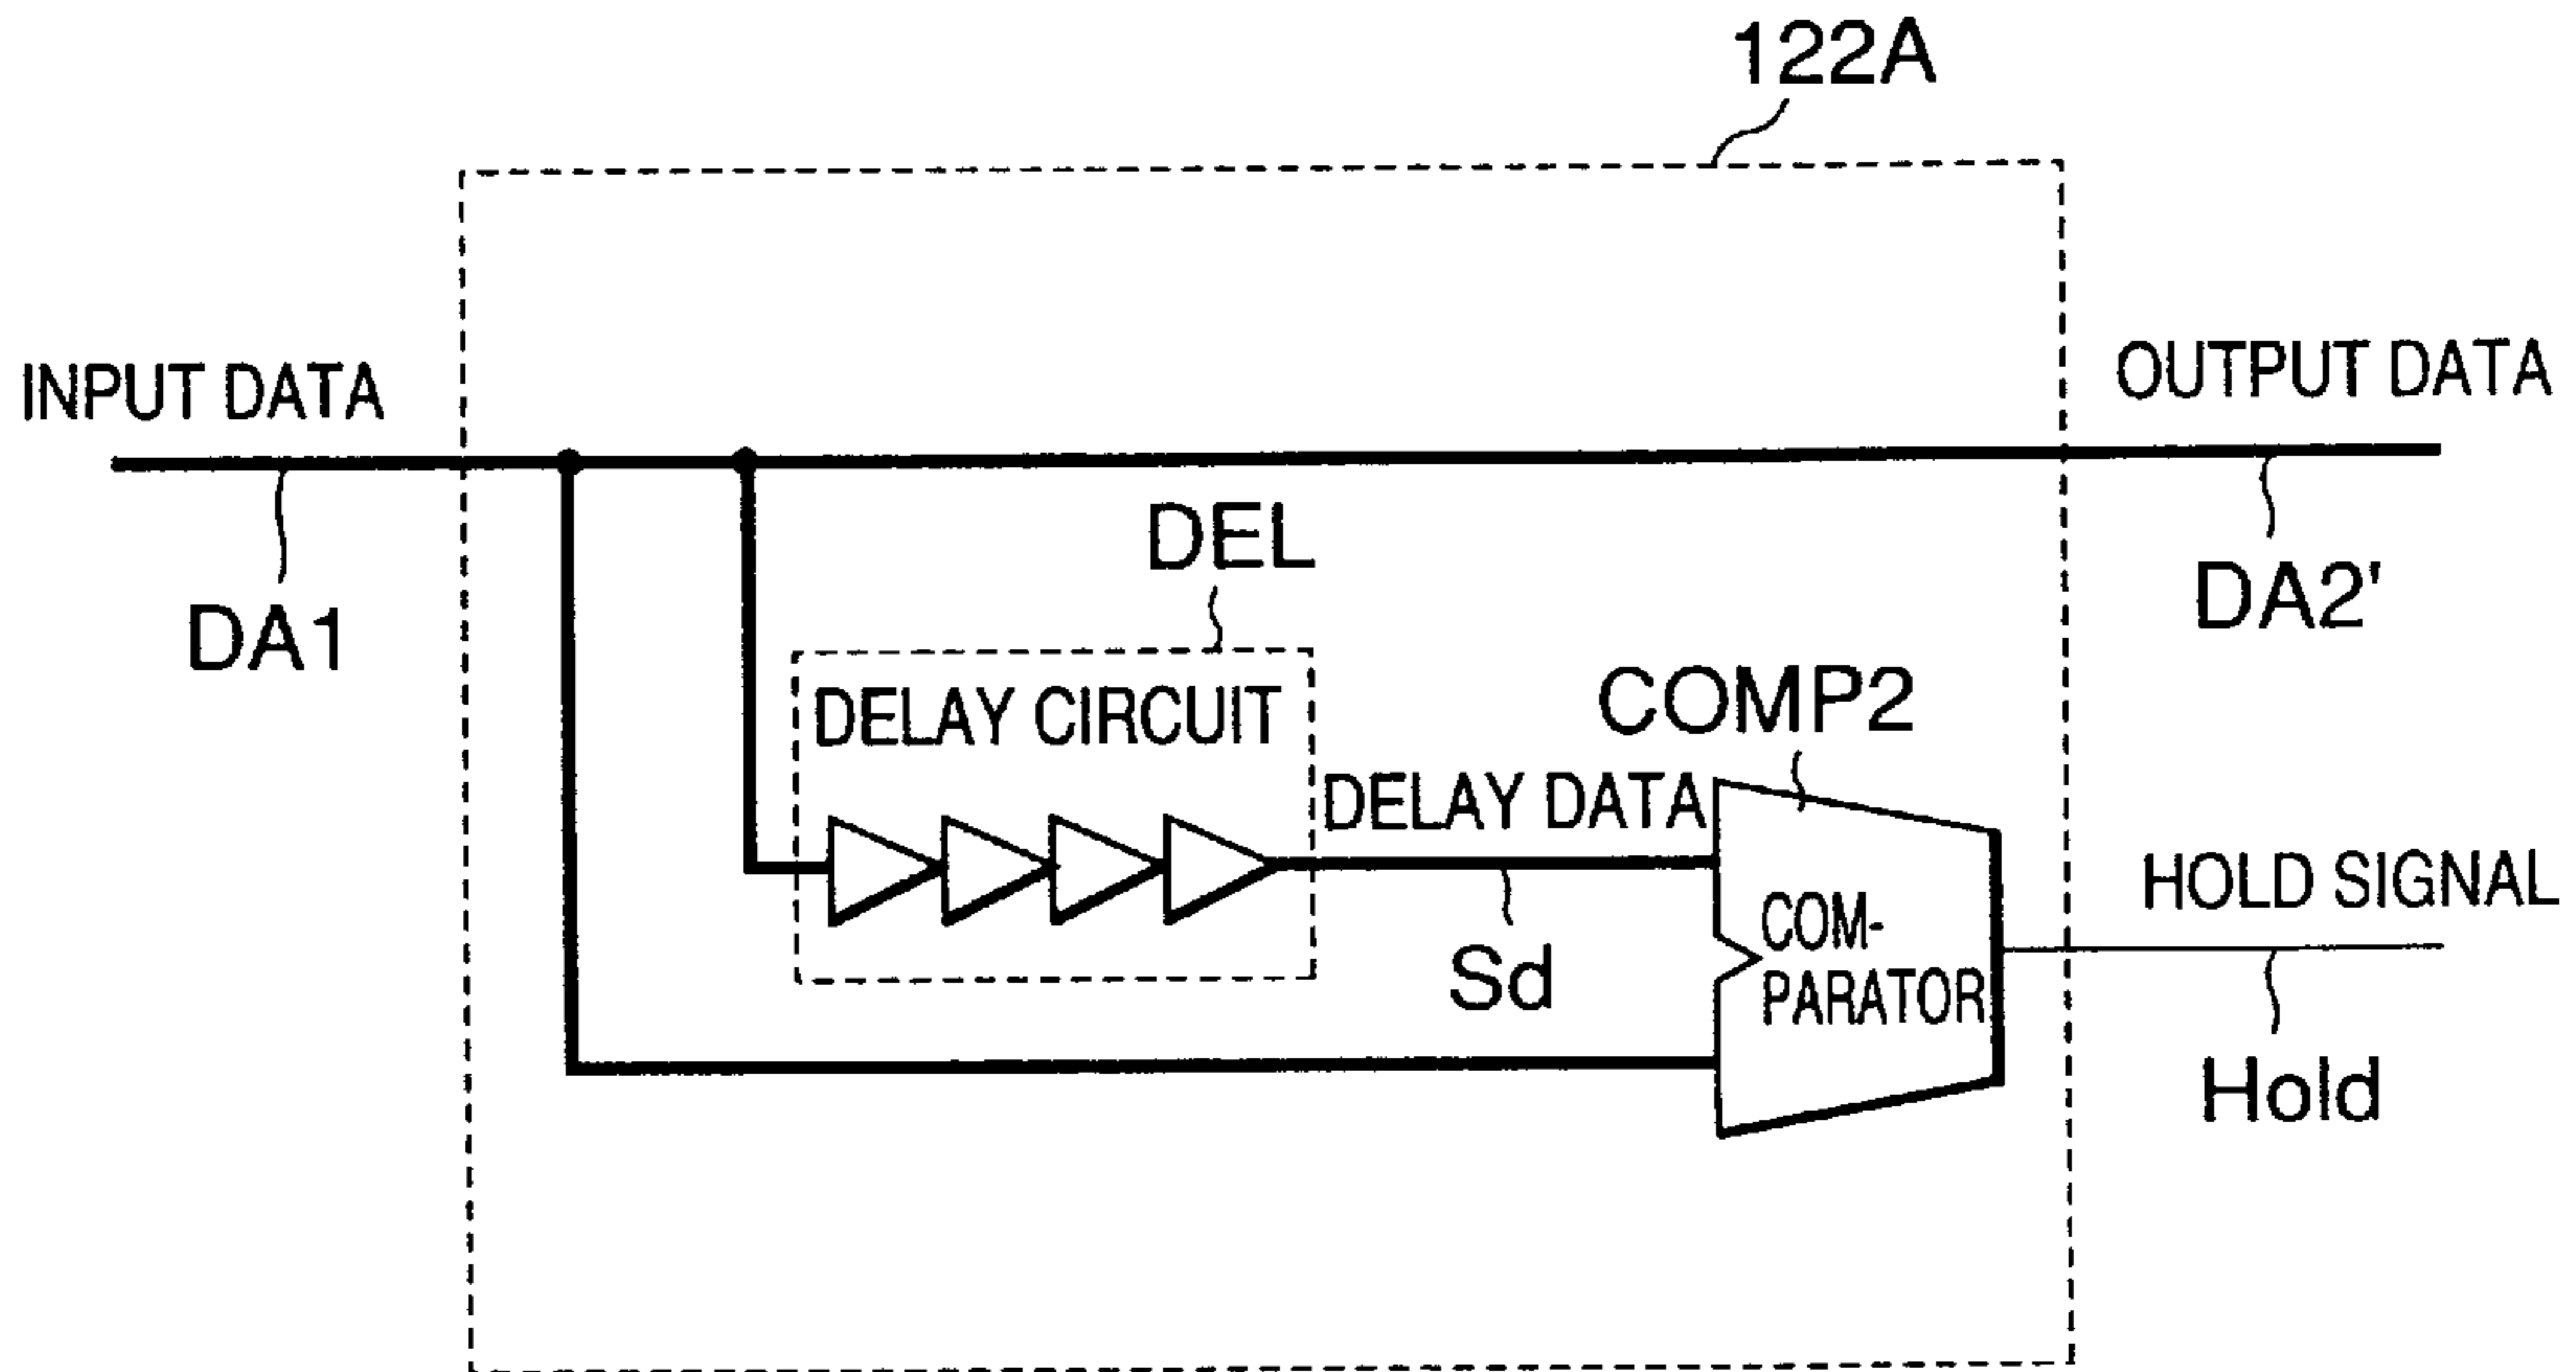 122A
INPUT DATA
OUTPUT DATA
DA1
DA2'
DEL
DELAY CIRCUIT
COMP2
DELAY DATA
Sd
COM-
PARATOR
HOLD SIGNAL
Hold